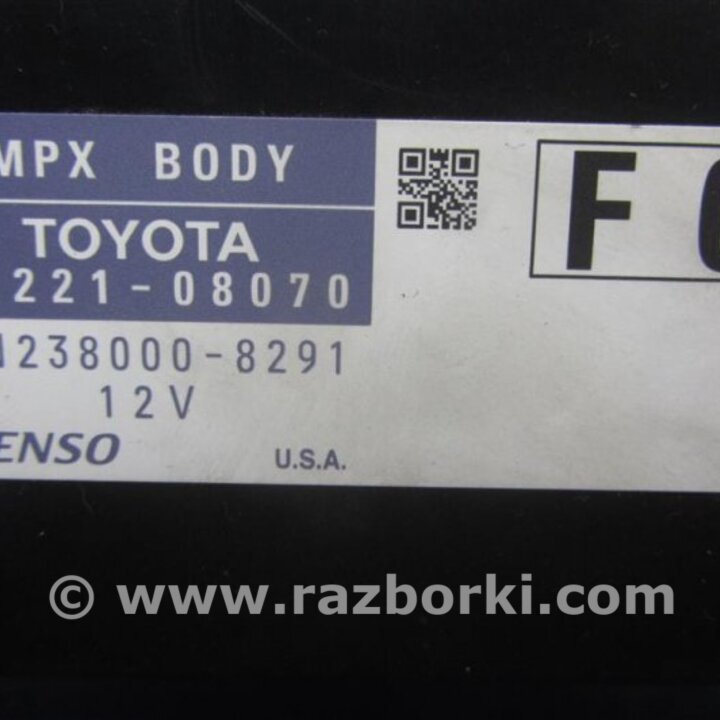 MPX BODY
TOYOTA
221-08070
238000-8291
12V
ENSO
U.S.A.
F
© www.razborki.com